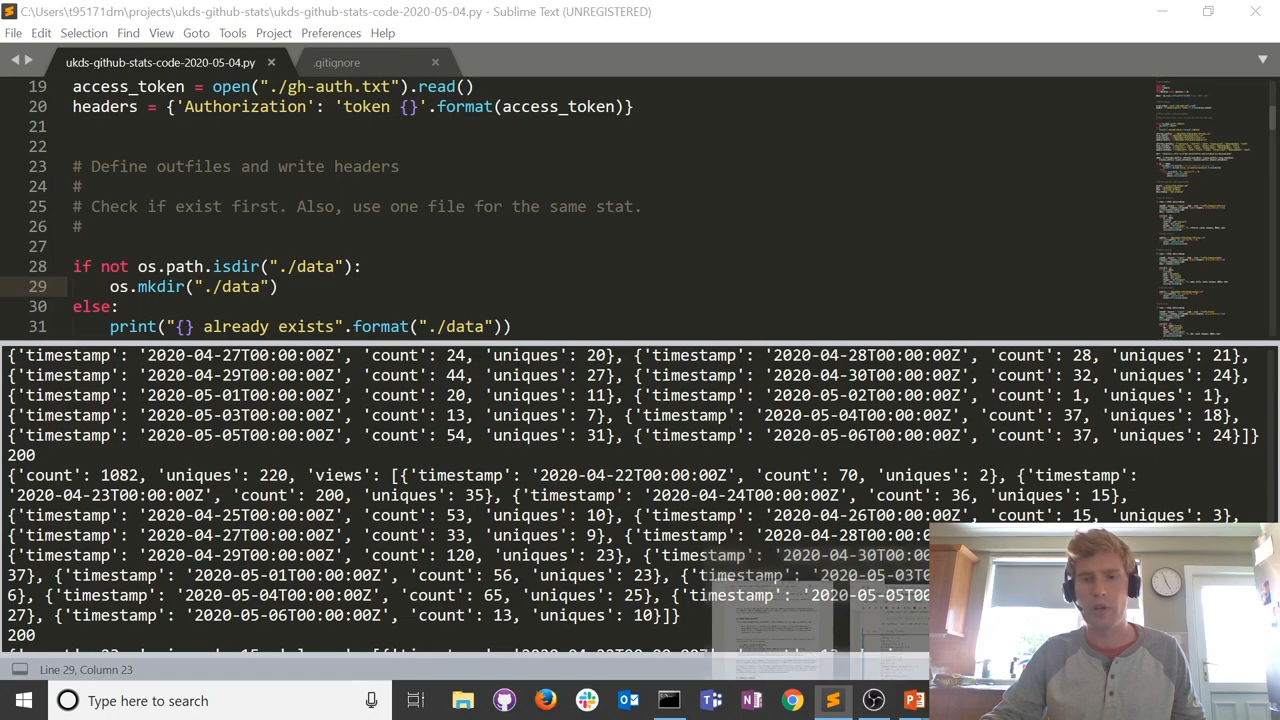 C:\Users\t95171dm\projects\ukds-github-stats\ukds-github-stats-code-2020-05-04.py - Sublime Text (UNREGISTERED)
File Edit Selection Find View Goto Tools Project Preferences Help
ukds-github-stats-code-2020-05-04.py .gitignore
19 access_token = open("./gh-auth.txt").read()
20 headers = {'Authorization': 'token {}'.format(access_token)}
21
22
23 # Define outfiles and write headers
24 #
25 # Check if exist first. Also, use one file for the same stat.
26 #
27
28 if not os.path.isdir("./data"):
29 os.mkdir("./data")
30 else:
31 print("{} already exists".format("./data"))
{'timestamp': '2020-04-27T00:00:00Z', 'count': 24, 'uniques': 20}, {'timestamp': '2020-04-28T00:00:00Z', 'count': 28, 'uniques': 21},
{'timestamp': '2020-04-29T00:00:00Z', 'count': 44, 'uniques': 27}, {'timestamp': '2020-04-30T00:00:00Z', 'count': 32, 'uniques': 24},
{'timestamp': '2020-05-01T00:00:00Z', 'count': 20, 'uniques': 11}, {'timestamp': '2020-05-02T00:00:00Z', 'count': 1, 'uniques': 1},
{'timestamp': '2020-05-03T00:00:00Z', 'count': 13, 'uniques': 7}, {'timestamp': '2020-05-04T00:00:00Z', 'count': 37, 'uniques': 18},
{'timestamp': '2020-05-05T00:00:00Z', 'count': 54, 'uniques': 31}, {'timestamp': '2020-05-06T00:00:00Z', 'count': 37, 'uniques': 24}]}
200
{'count': 1082, 'uniques': 220, 'views': [{'timestamp': '2020-04-22T00:00:00Z', 'count': 70, 'uniques': 2}, {'timestamp':
'2020-04-23T00:00:00Z', 'count': 200, 'uniques': 35}, {'timestamp': '2020-04-24T00:00:00Z', 'count': 36, 'uniques': 15},
{'timestamp': '2020-04-25T00:00:00Z', 'count': 53, 'uniques': 10}, {'timestamp': '2020-04-26T00:00:00Z', 'count': 15, 'uniques': 3},
{'timestamp': '2020-04-27T00:00:00Z', 'count': 33, 'uniques': 9}, {'timestamp': '2020-04-28T00:00
{'timestamp': '2020-04-29T00:00:00Z', 'count': 120, 'uniques': 23}, {'timestamp': '2020-04-30T00:00
37}, {'timestamp': '2020-05-01T00:00:00Z', 'count': 56, 'uniques': 23}, {'timestamp': '2020-05-03T0
6}, {'timestamp': '2020-05-04T00:00:00Z', 'count': 65, 'uniques': 25}, {'timestamp': '2020-05-05T00
27}, {'timestamp': '2020-05-06T00:00:00Z', 'count': 13, 'uniques': 10}]}
200
Line 29, Column 23
Type here to search